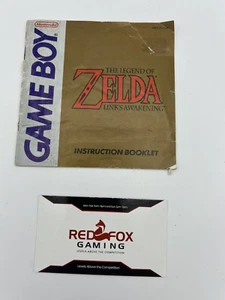 Nintendo
GAME BOY
THE LEGEND OF
ZELDA
LINK'S AWAKENING
INSTRUCTION BOOKLET
RED FOX
GAMING